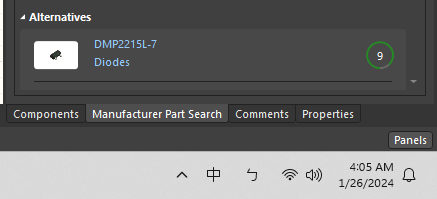 Alternatives
DMP2215L-7
Diodes
9
Components Manufacturer Part Search Comments Properties
Panels
中 ㄅ 4:05 AM
1/26/2024